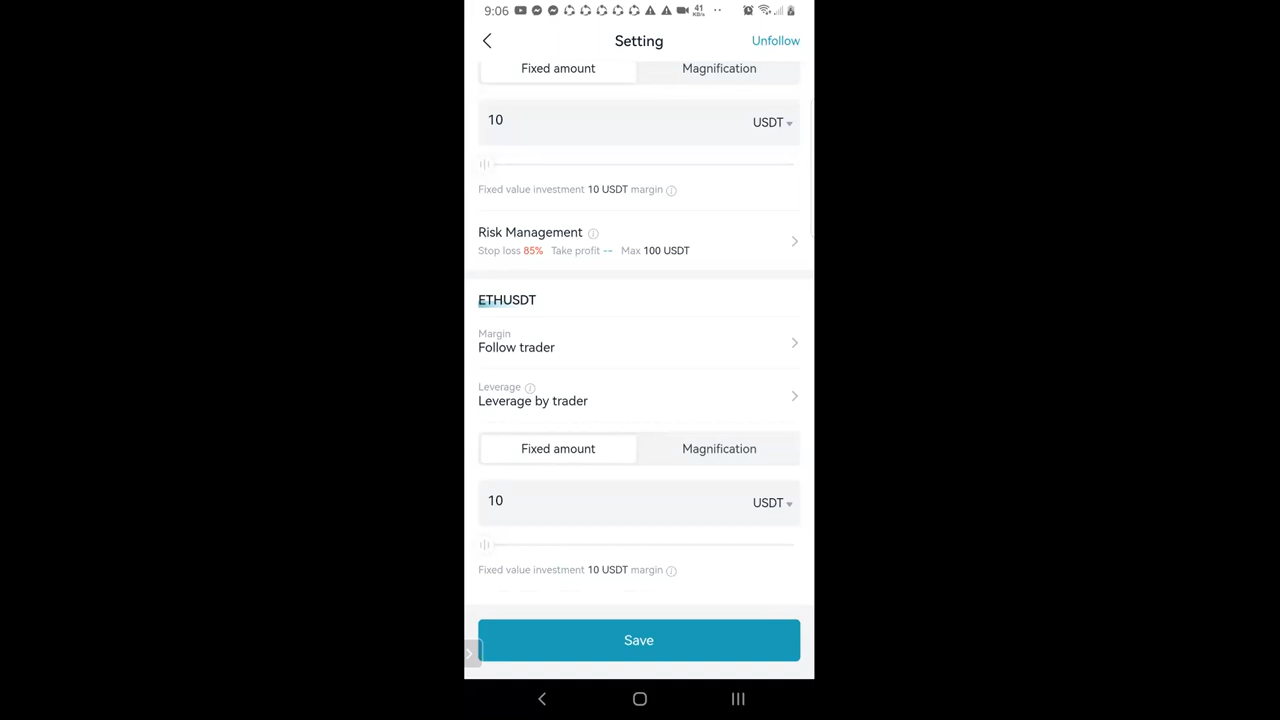 9:06 41 KB/s
Setting Unfollow
Fixed amount Magnification
10 USDT
Fixed value investment 10 USDT margin
Risk Management
Stop loss 85% Take profit -- Max 100 USDT
ETHUSDT
Margin
Follow trader
Leverage
Leverage by trader
Fixed amount Magnification
10 USDT
Fixed value investment 10 USDT margin
Save